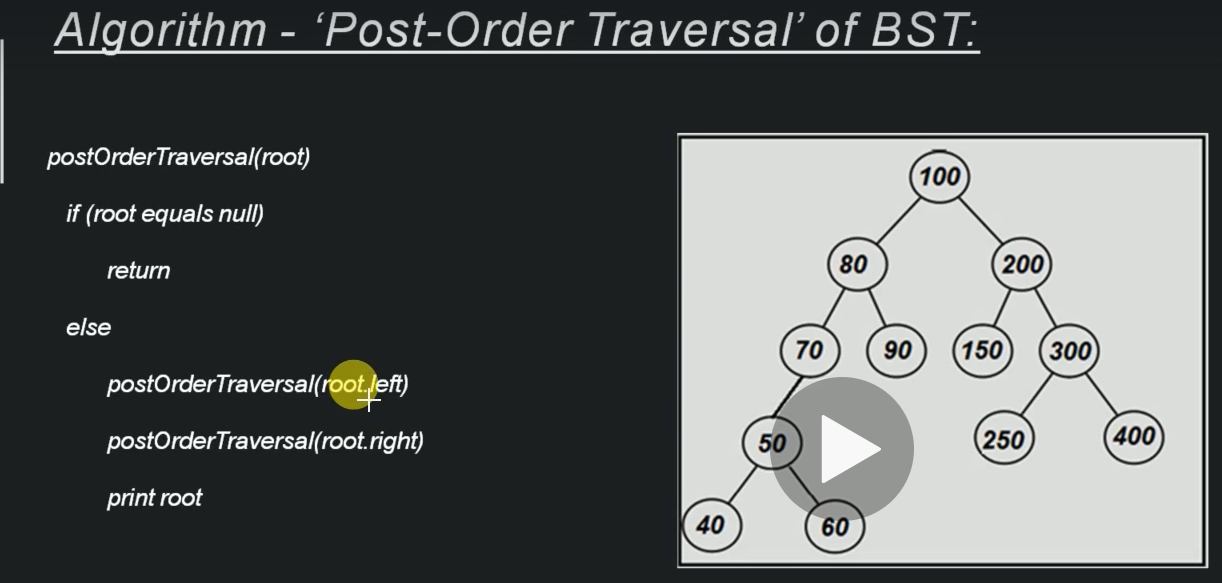 Algorithm - ‘Post-Order Traversal’ of BST:
postOrderTraversal(root)
if (root equals null)
return
else
postOrderTraversal(root.left)
postOrderTraversal(root.right)
print root
100
80 200
70 90 150 300
50 250 400
40 60